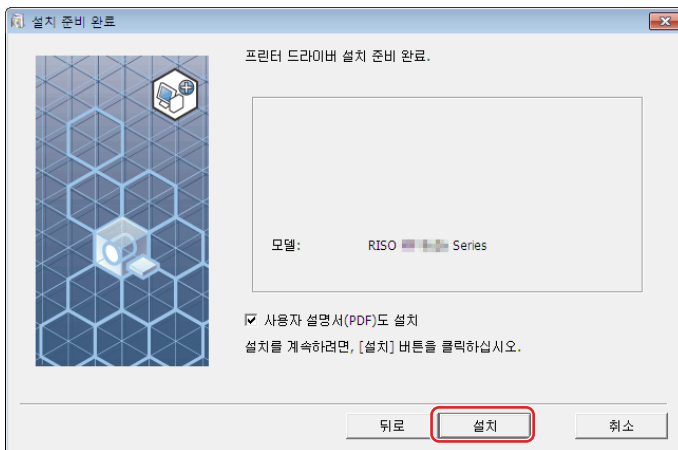 설치 준비 완료
프린터 드라이버 설치 준비 완료.
모델: RISO Series
사용자 설명서(PDF)도 설치
설치를 계속하려면, [설치] 버튼을 클릭하십시오.
뒤로 설치 취소